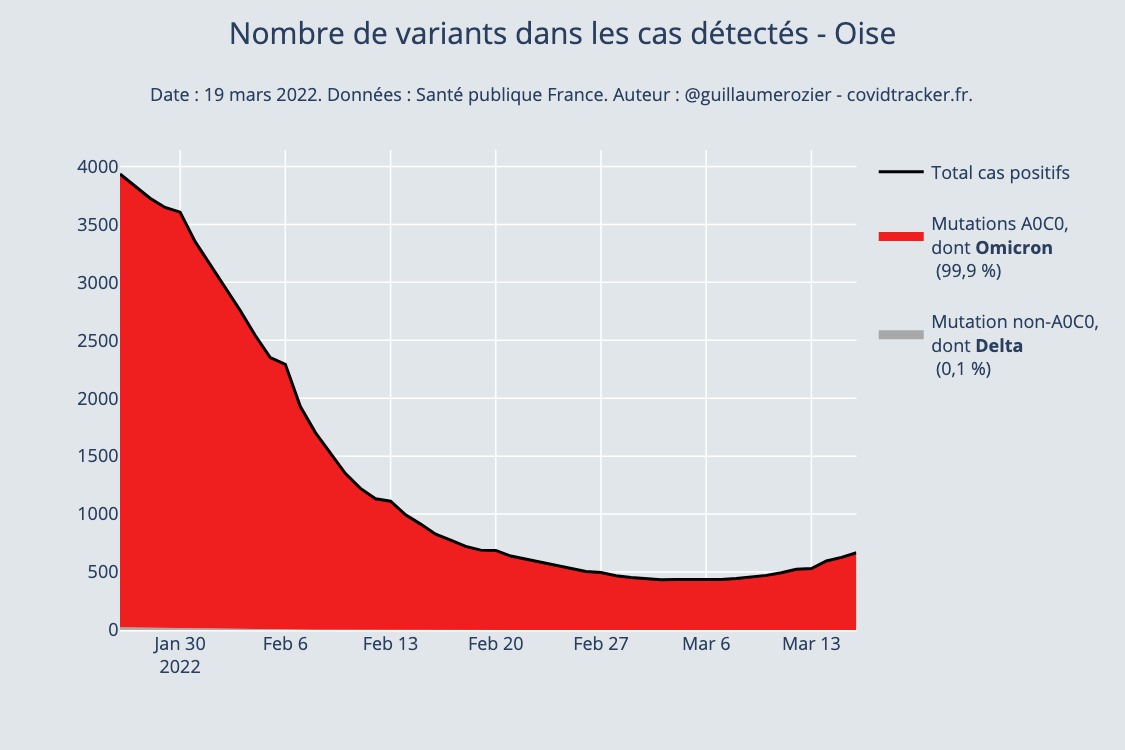 Nombre de variants dans les cas détectés - Oise
Date : 19 mars 2022. Données : Santé publique France. Auteur : @guillaumerozier - covidtracker.fr.
4000
3500
3000
2500
2000
1500
1000
500
0
Jan 30
2022
Feb 6
Feb 13
Feb 20
Feb 27
Mar 6
Mar 13
Total cas positifs
Mutations A0C0,
dont Omicron
(99,9 %)
Mutation non-A0C0,
dont Delta
(0,1 %)